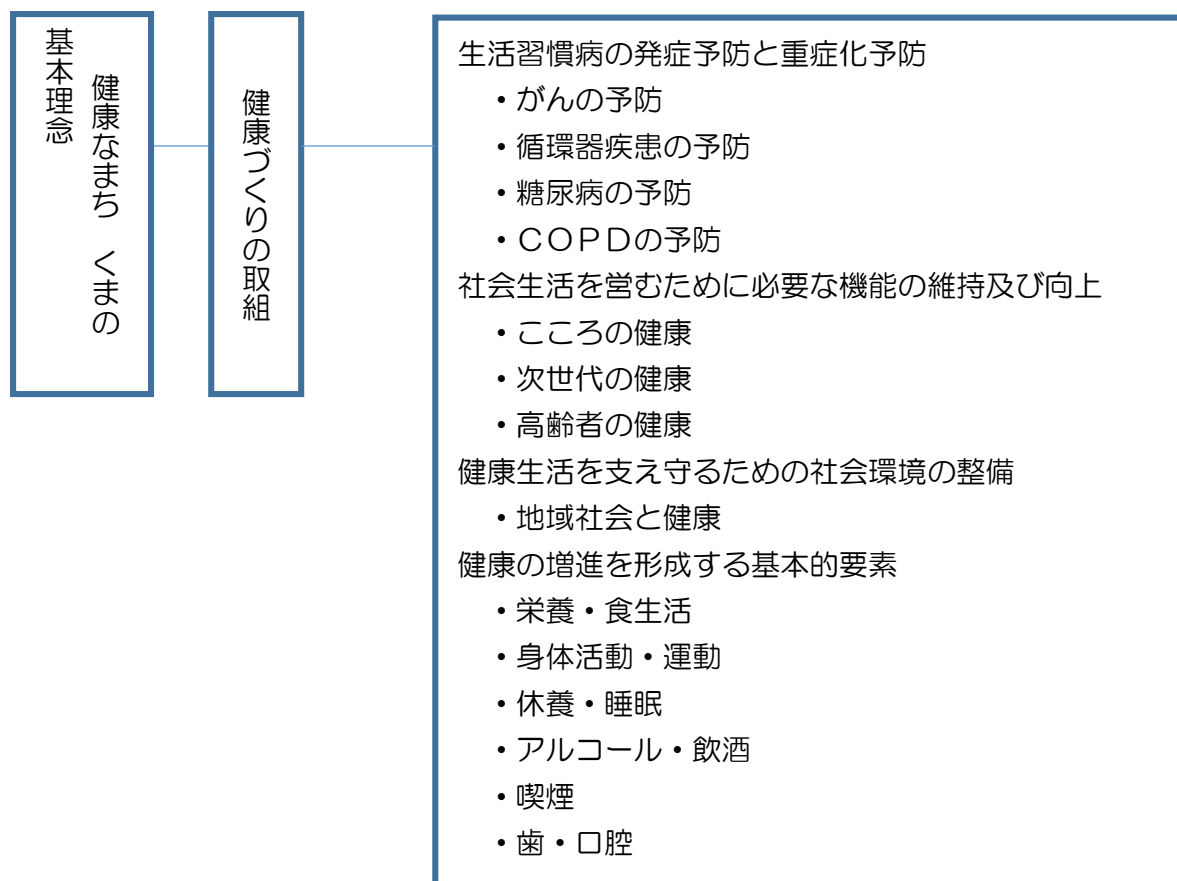 基本理念
健康なまち　くまの
健康づくりの取組
生活習慣病の発症予防と重症化予防
・がんの予防
・循環器疾患の予防
・糖尿病の予防
・ＣＯＰＤの予防
社会生活を営むために必要な機能の維持及び向上
・こころの健康
・次世代の健康
・高齢者の健康
健康生活を支え守るための社会環境の整備
・地域社会と健康
健康の増進を形成する基本的要素
・栄養・食生活
・身体活動・運動
・休養・睡眠
・アルコール・飲酒
・喫煙
・歯・口腔